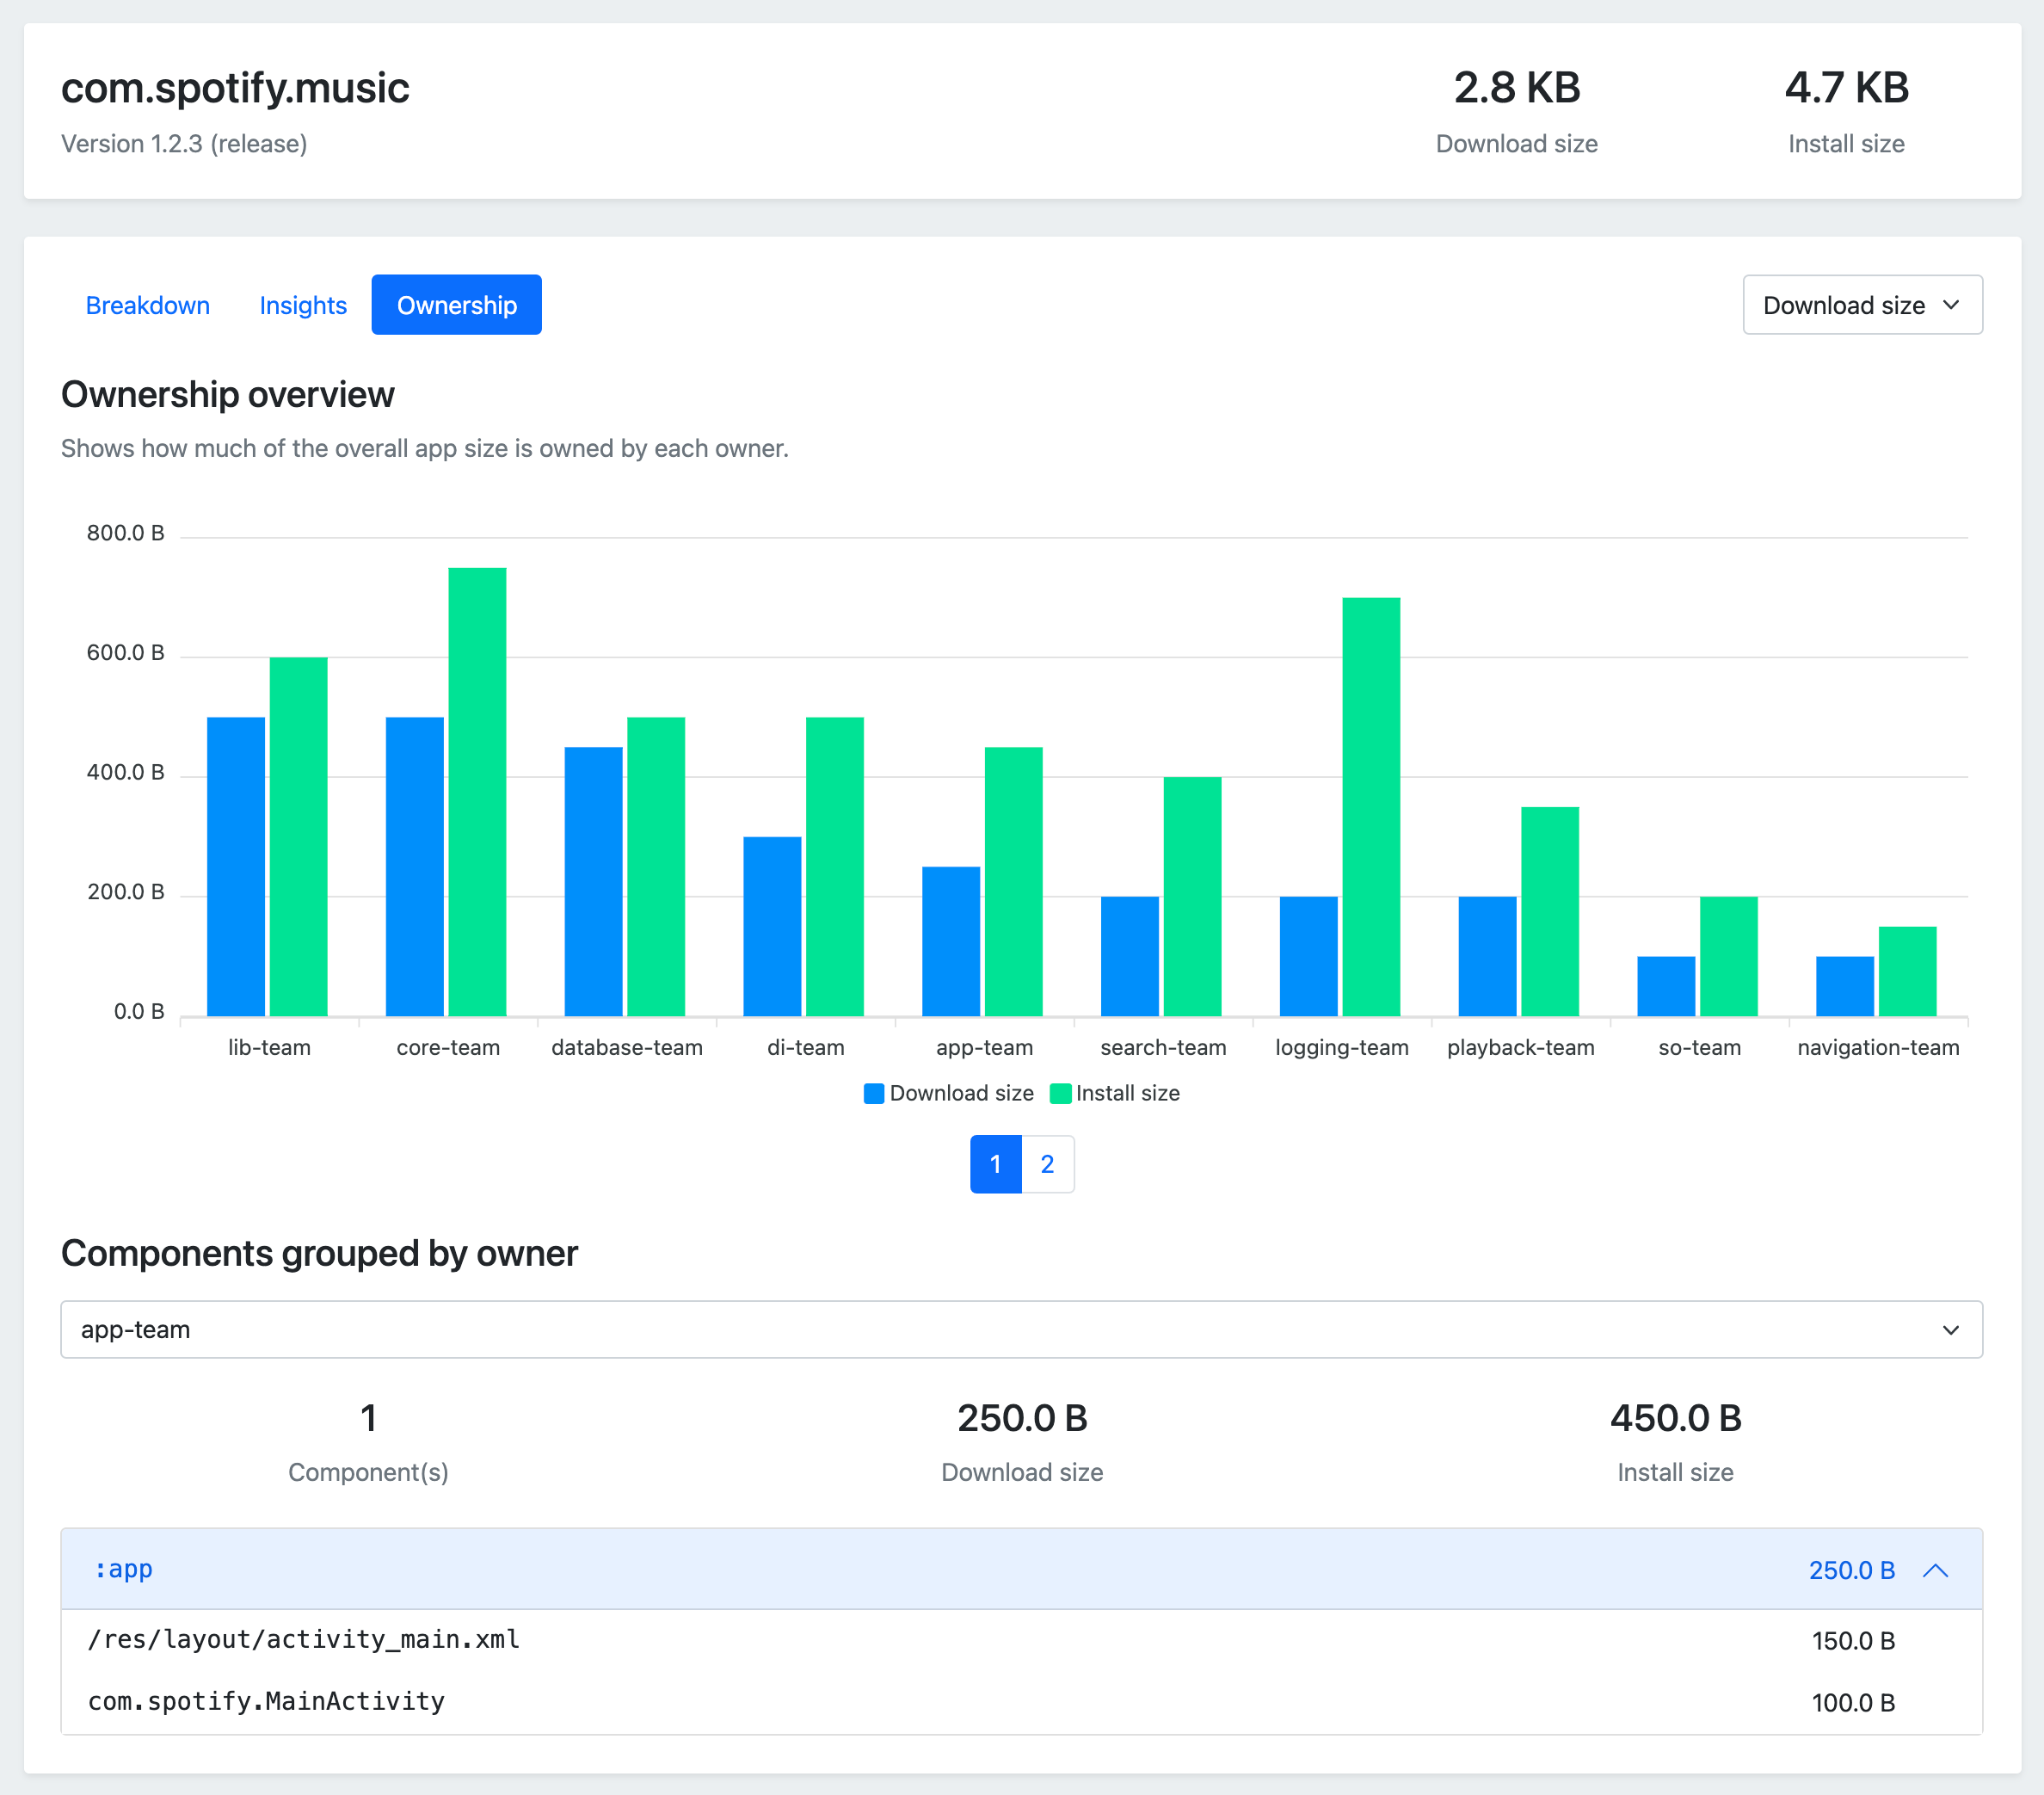 com.spotify.music
2.8 KB
4.7 KB
Version 1.2.3 (release)
Download size
Install size
Breakdown
Insights
Ownership
Download size
Ownership overview
Shows how much of the overall app size is owned by each owner.
800.0 B
600.0 B
400.0 B
200.0 B
0.0 B
lib-team
core-team
database-team
di-team
app-team
search-team
logging-team
playback-team
so-team
navigation-team
Download size
Install size
1
2
Components grouped by owner
app-team
1
250.0 B
450.0 B
Component(s)
Download size
Install size
:app
250.0 B
/res/layout/activity_main.xml
150.0 B
com.spotify.MainActivity
100.0 B